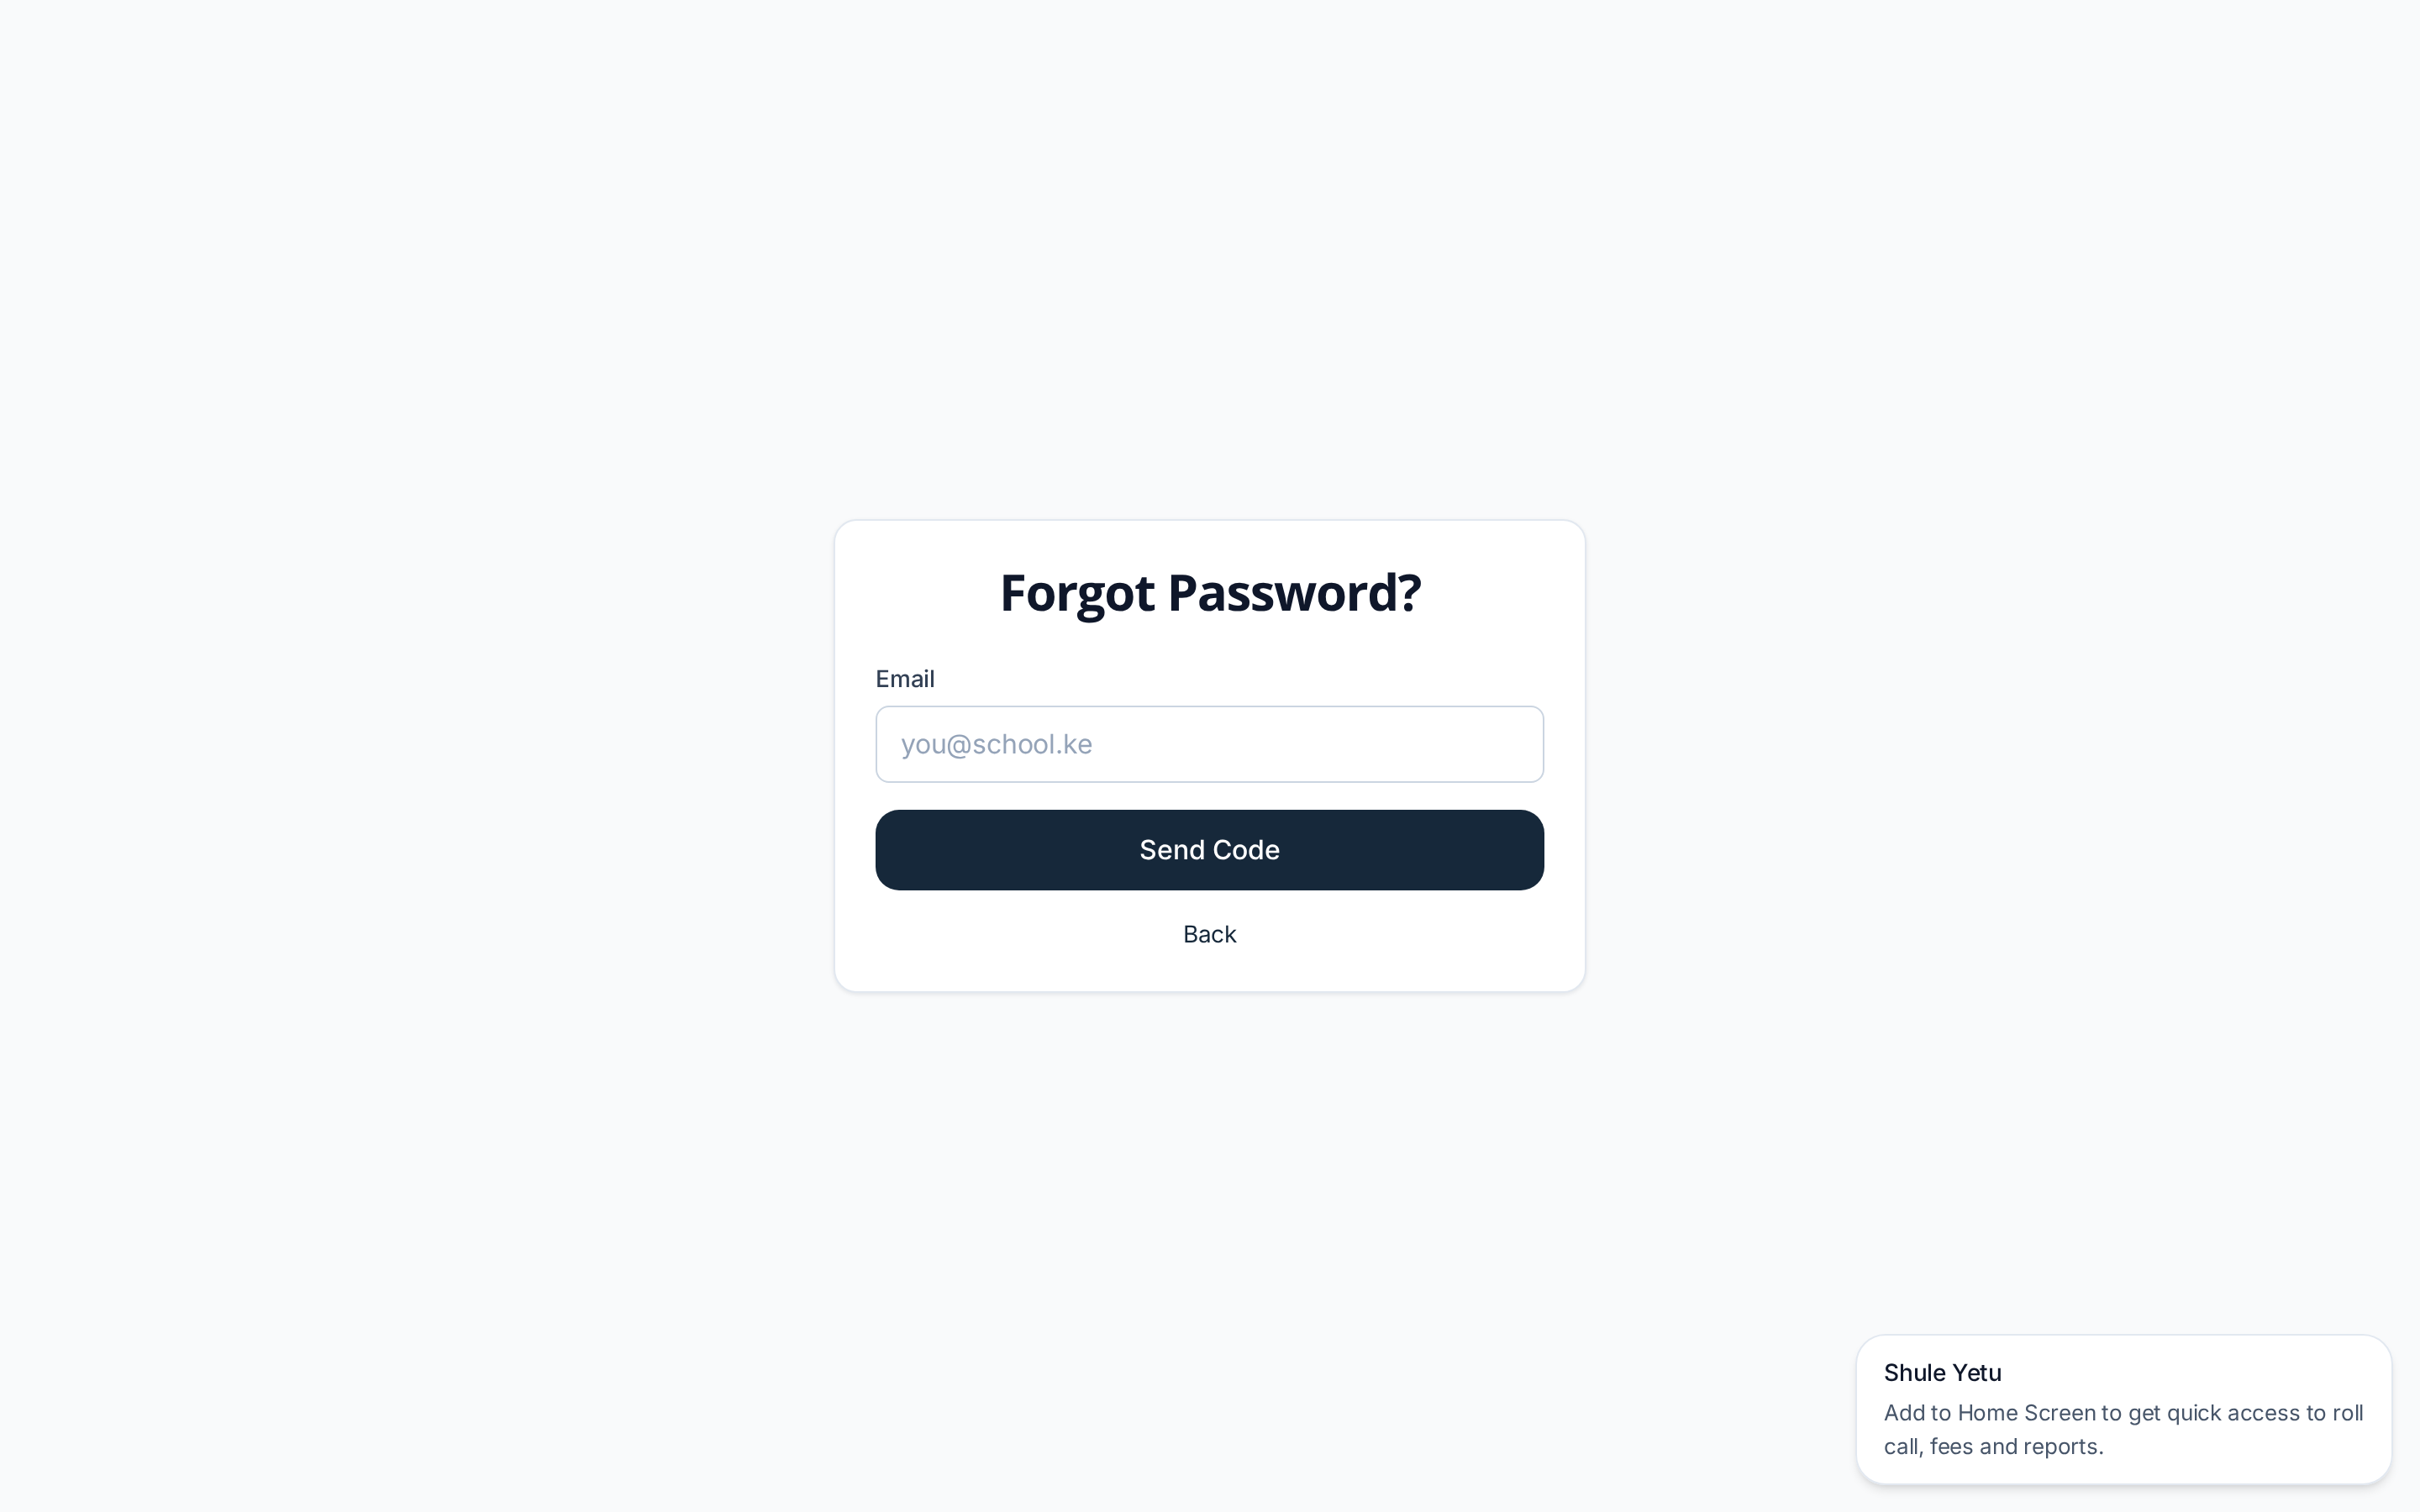 Forgot Password?
Email
you@school.ke
Send Code
Back
Shule Yetu
Add to Home Screen to get quick access to roll
call, fees and reports.